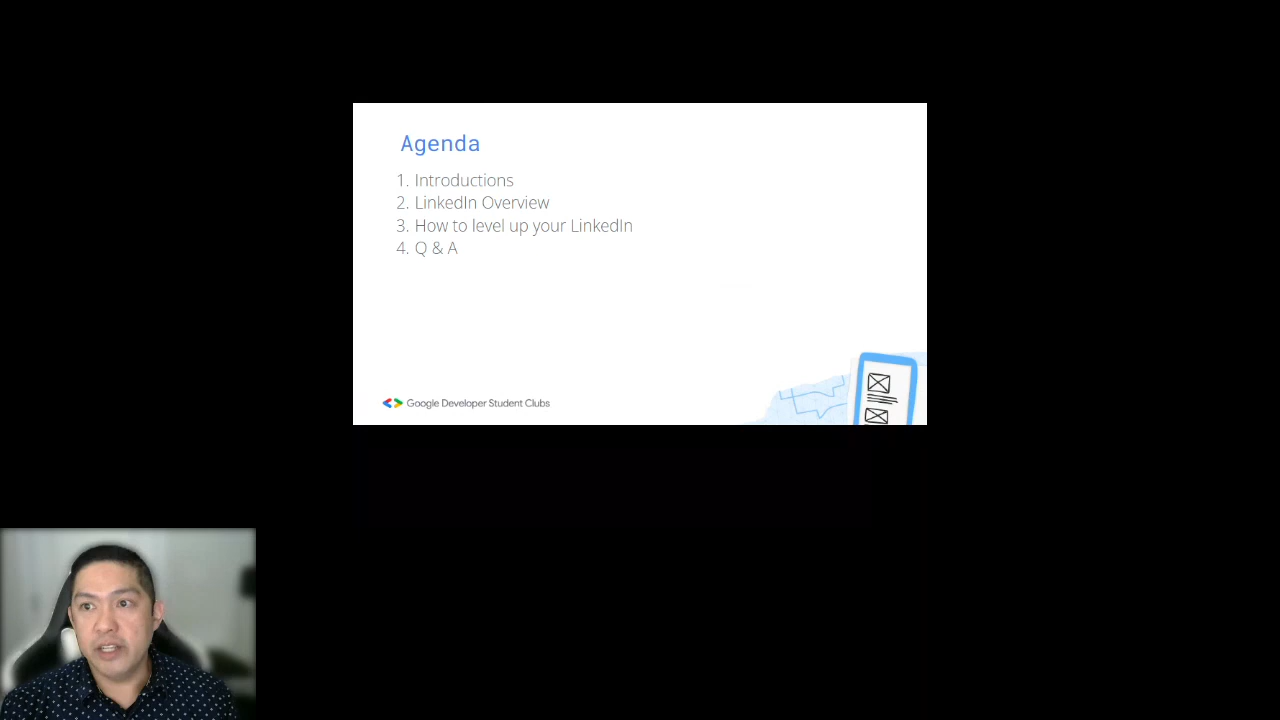 Agenda
1. Introductions
2. LinkedIn Overview
3. How to level up your LinkedIn
4. Q & A
Google Developer Student Clubs